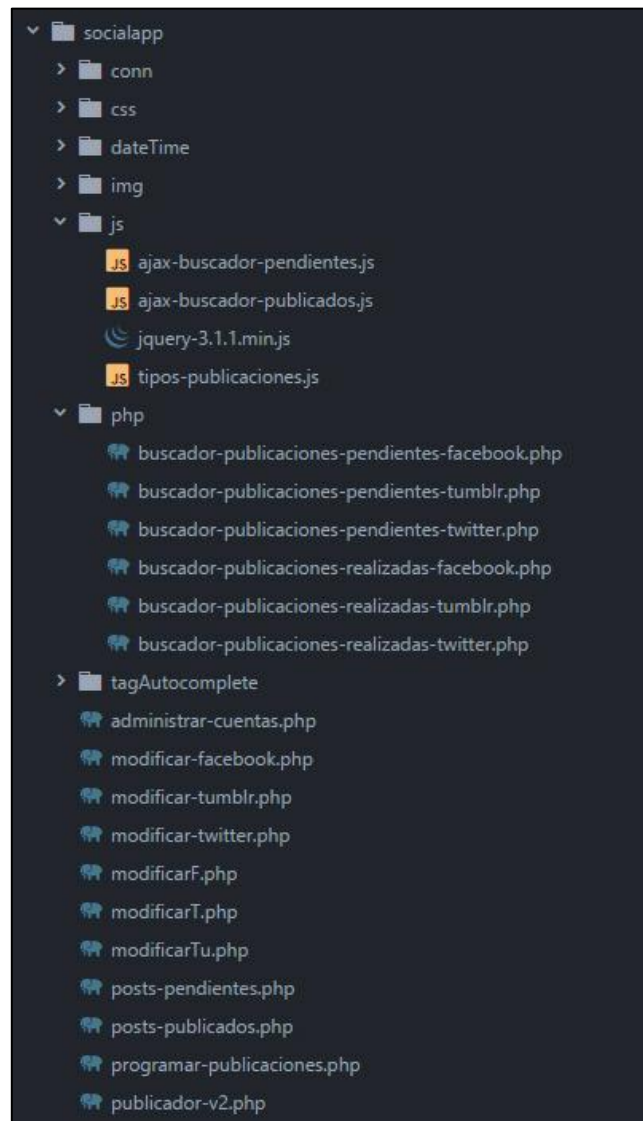 socialapp
conn
css
dateTime
img
js
JS ajax-buscador-pendientes.js
JS ajax-buscador-publicados.js
jquery-3.1.1.min.js
JS tipos-publicaciones.js
php
buscador-publicaciones-pendientes-facebook.php
buscador-publicaciones-pendientes-tumblr.php
buscador-publicaciones-pendientes-twitter.php
buscador-publicaciones-realizadas-facebook.php
buscador-publicaciones-realizadas-tumblr.php
buscador-publicaciones-realizadas-twitter.php
tagAutocomplete
administrar-cuentas.php
modificar-facebook.php
modificar-tumblr.php
modificar-twitter.php
modificarF.php
modificarT.php
modificarTu.php
posts-pendientes.php
posts-publicados.php
programar-publicaciones.php
publicador-v2.php